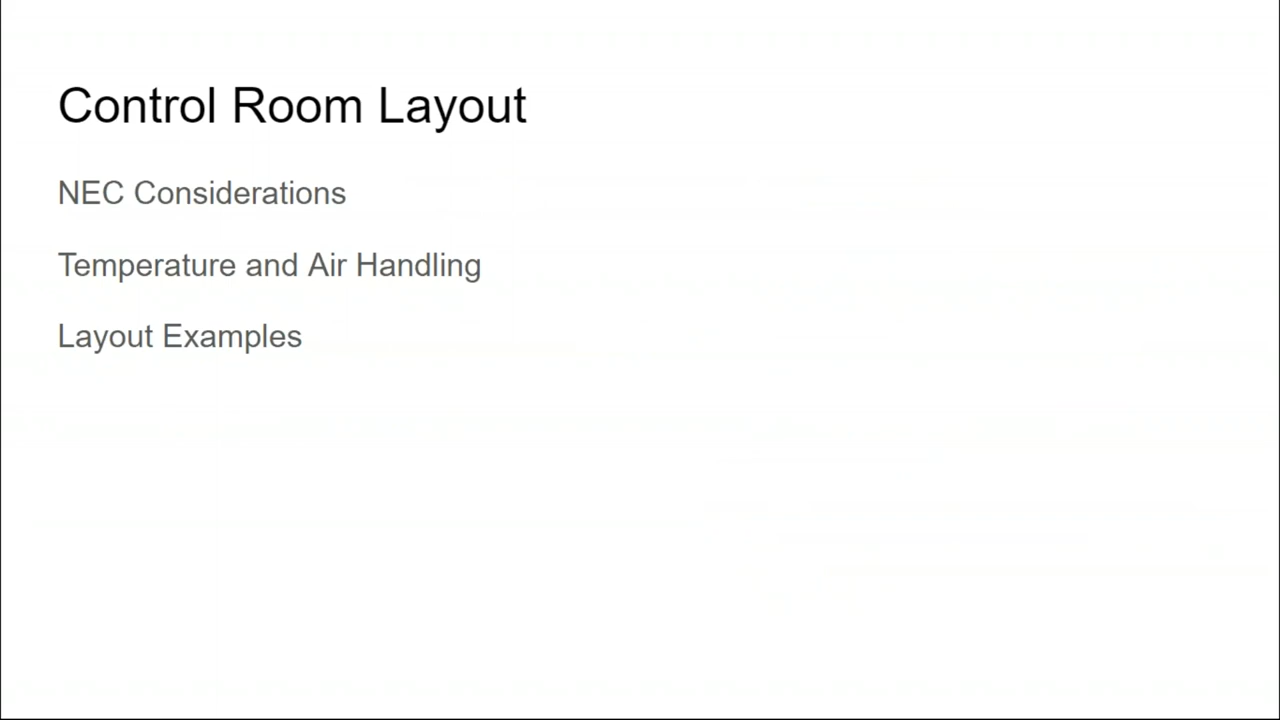 Control Room Layout
NEC Considerations
Temperature and Air Handling
Layout Examples